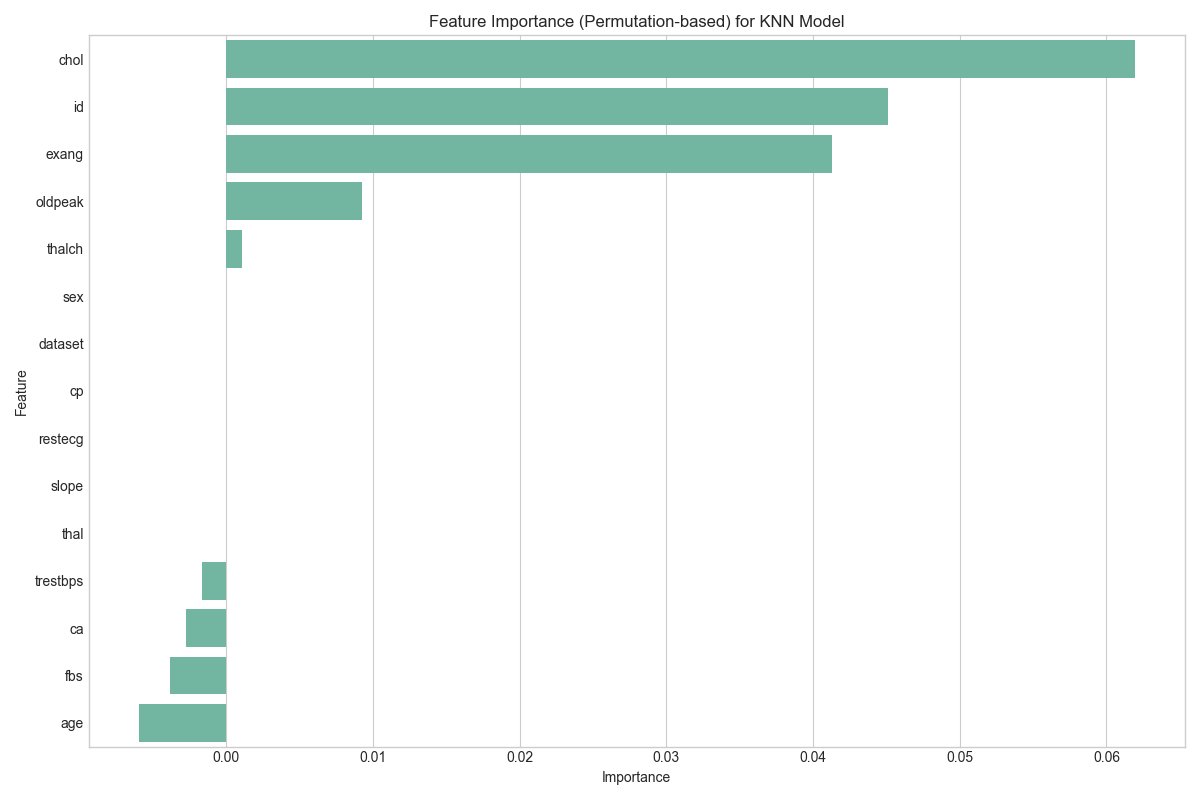 Feature Importance (Permutation-based) for KNN Model
chol
id
exang
oldpeak
thalch
sex
dataset
cp
restecg
slope
thal
trestbps
ca
fbs
age
Feature
0.00 0.01 0.02 0.03 0.04 0.05 0.06
Importance